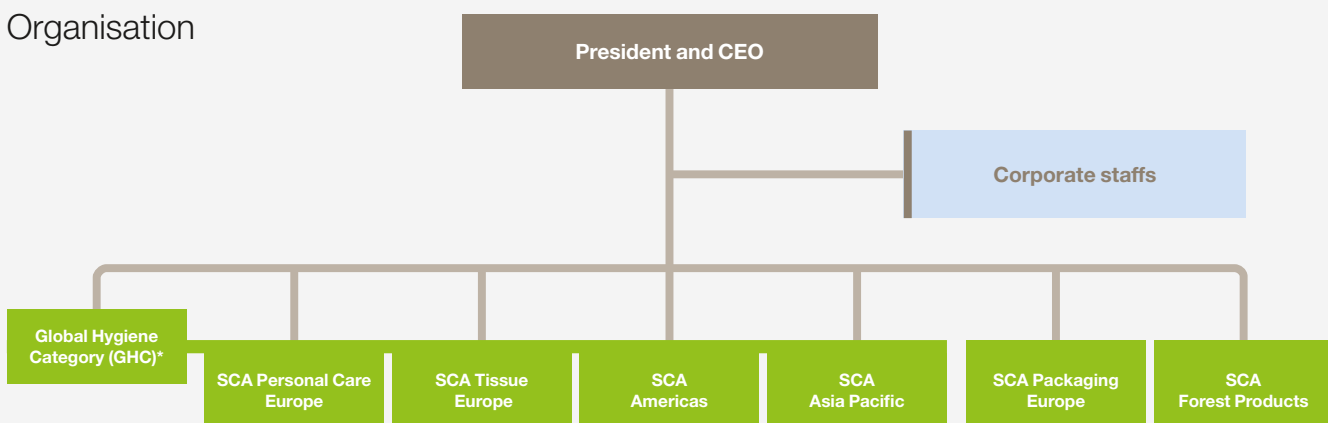 Organisation
President and CEO
Corporate staffs
Global Hygiene
Category (GHC)*
SCA Personal Care
Europe
SCA Tissue
Europe
SCA
Americas
SCA
Asia Pacific
SCA Packaging
Europe
SCA
Forest Products